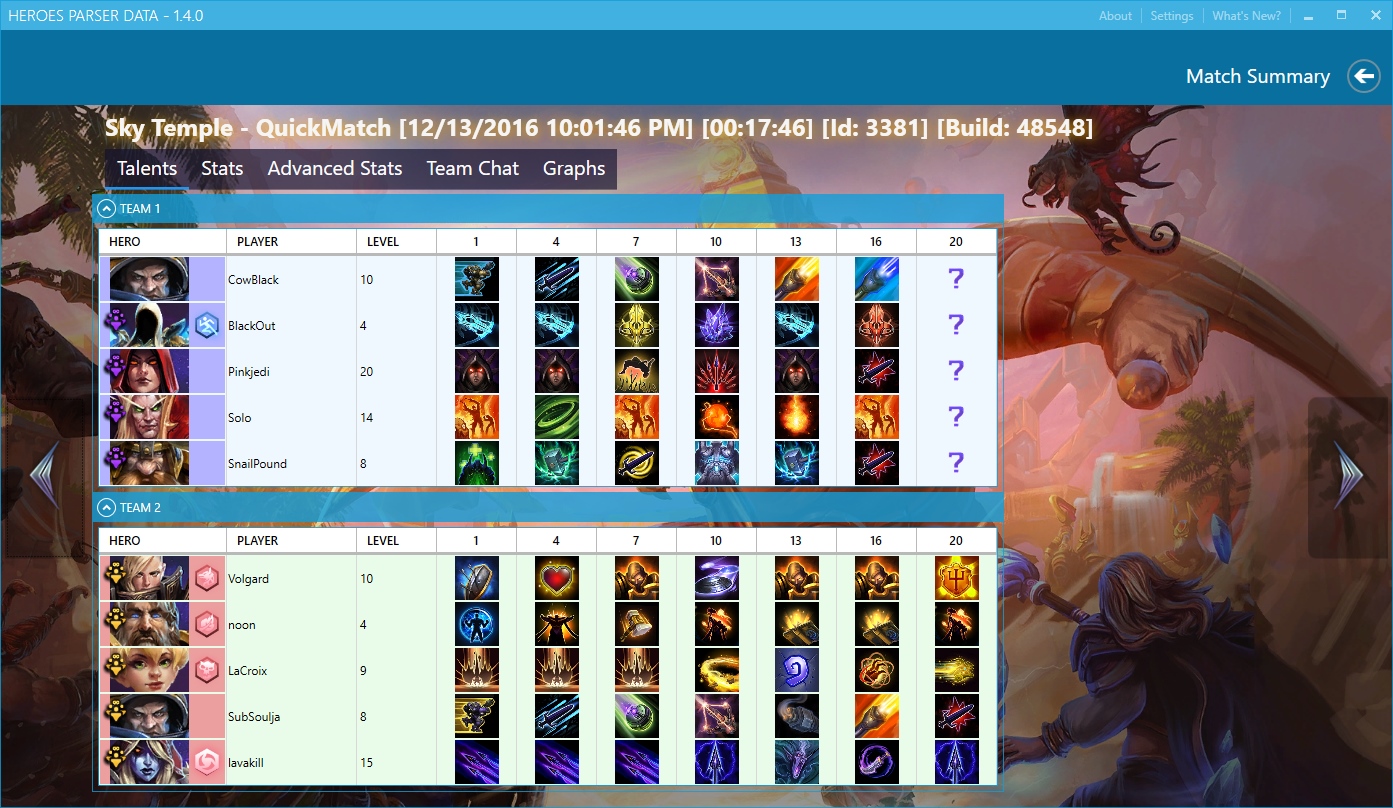 HEROES PARSER DATA - 1.4.0
About Settings What's New?
Match Summary
Sky Temple - QuickMatch [12/13/2016 10:01:46 PM] [00:17:46] [Id: 3381] [Build: 48548]
Talents Stats Advanced Stats Team Chat Graphs
TEAM 1
HERO PLAYER LEVEL 1 4 7 10 13 16 20
CowBlack 10 ?
BlackOut 4 ?
Pinkjedi 20 ?
Solo 14 ?
SnailPound 8 ?
TEAM 2
HERO PLAYER LEVEL 1 4 7 10 13 16 20
Volgard 10
noon 4
LaCroix 9
SubSoulja 8
lavakill 15